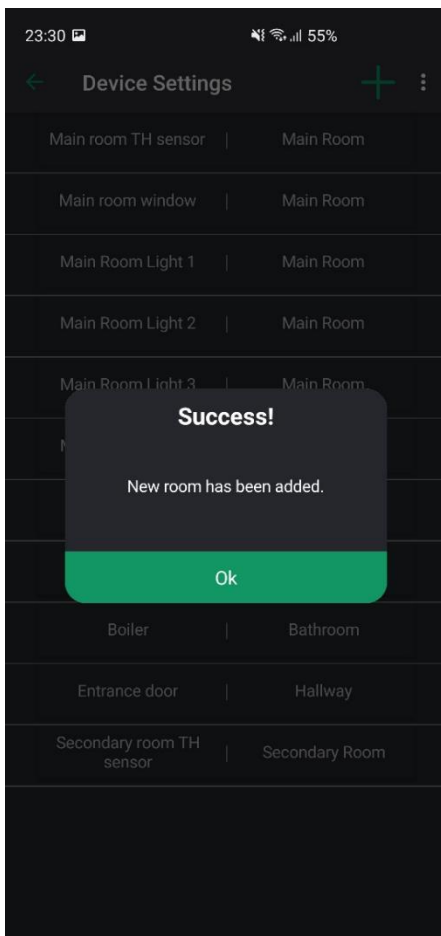 23:30 55%
Device Settings
Main room TH sensor | Main Room
Main room window | Main Room
Main Room Light 1 | Main Room
Main Room Light 2 | Main Room
Main Room Light 3 | Main Room
Success!
New room has been added.
Ok
Boiler | Bathroom
Entrance door | Hallway
Secondary room TH
sensor | Secondary Room